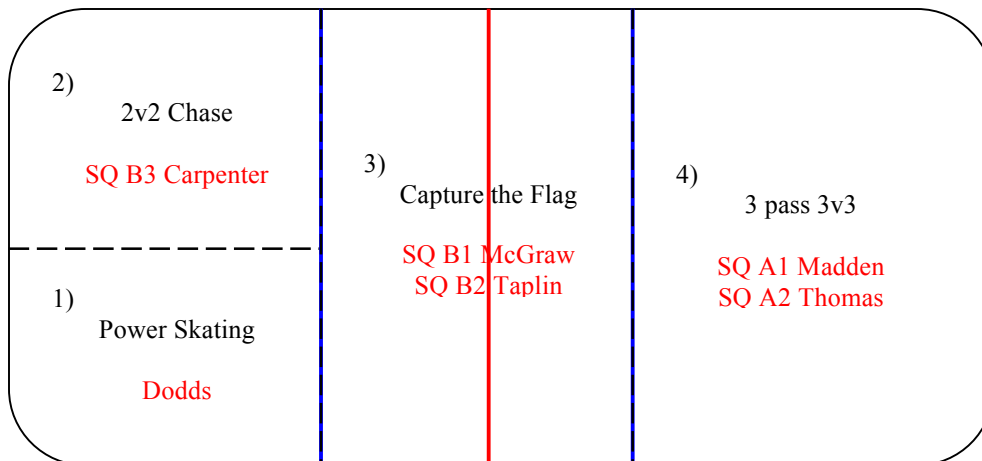 2)
2v2 Chase
SQ B3 Carpenter
1)
Power Skating
Dodds
3)
Capture the Flag
SQ B1 McGraw
SQ B2 Taplin
4)
3 pass 3v3
SQ A1 Madden
SQ A2 Thomas